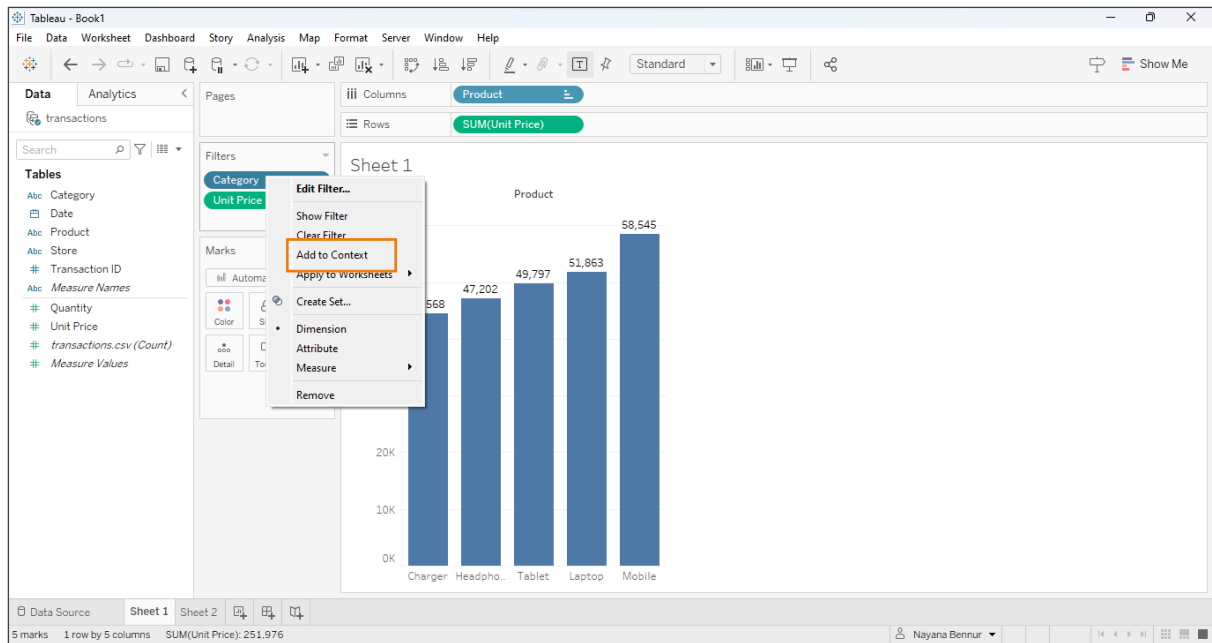 Tableau - Book1
File Data Worksheet Dashboard Story Analysis Map Format Server Window Help
Standard
Show Me
Data Analytics
Pages
Columns Product
transactions
Rows SUM(Unit Price)
Search
Filters
Sheet 1
Tables
Category
Unit Price
Edit Filter...
Product
Abc Category
Date
Abc Product
Abc Store
# Transaction ID
Abc Measure Names
# Quantity
# Unit Price
# transactions.csv (Count)
# Measure Values
Show Filter
Clear Filter
Add to Context
Apply to Worksheets
Create Set...
Dimension
Attribute
Measure
Remove
Marks
Color
Detail
568
47,202
49,797
51,863
58,545
20K
10K
0K
Charger Headpho.. Tablet Laptop Mobile
Data Source Sheet 1 Sheet 2
5 marks 1 row by 5 columns SUM(Unit Price): 251,976
Nayana Bennur